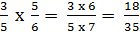 3/5 x 5/6 = 3 x 6/5 x 7 = 18/35